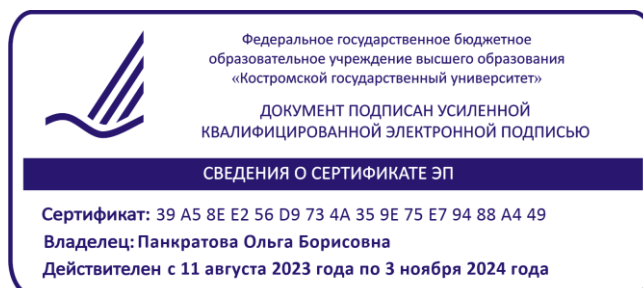 Федеральное государственное бюджетное
образовательное учреждение высшего образования
«Костромской государственный университет»
ДОКУМЕНТ ПОДПИСАН УСИЛЕННОЙ
КВАЛИФИЦИРОВАННОЙ ЭЛЕКТРОННОЙ ПОДПИСЬЮ
СВЕДЕНИЯ О СЕРТИФИКАТЕ ЭП
Сертификат: 39 A5 8E E2 56 D9 73 4A 35 9E 75 E7 94 88 A4 49
Владелец: Панкратова Ольга Борисовна
Действителен с 11 августа 2023 года по 3 ноября 2024 года